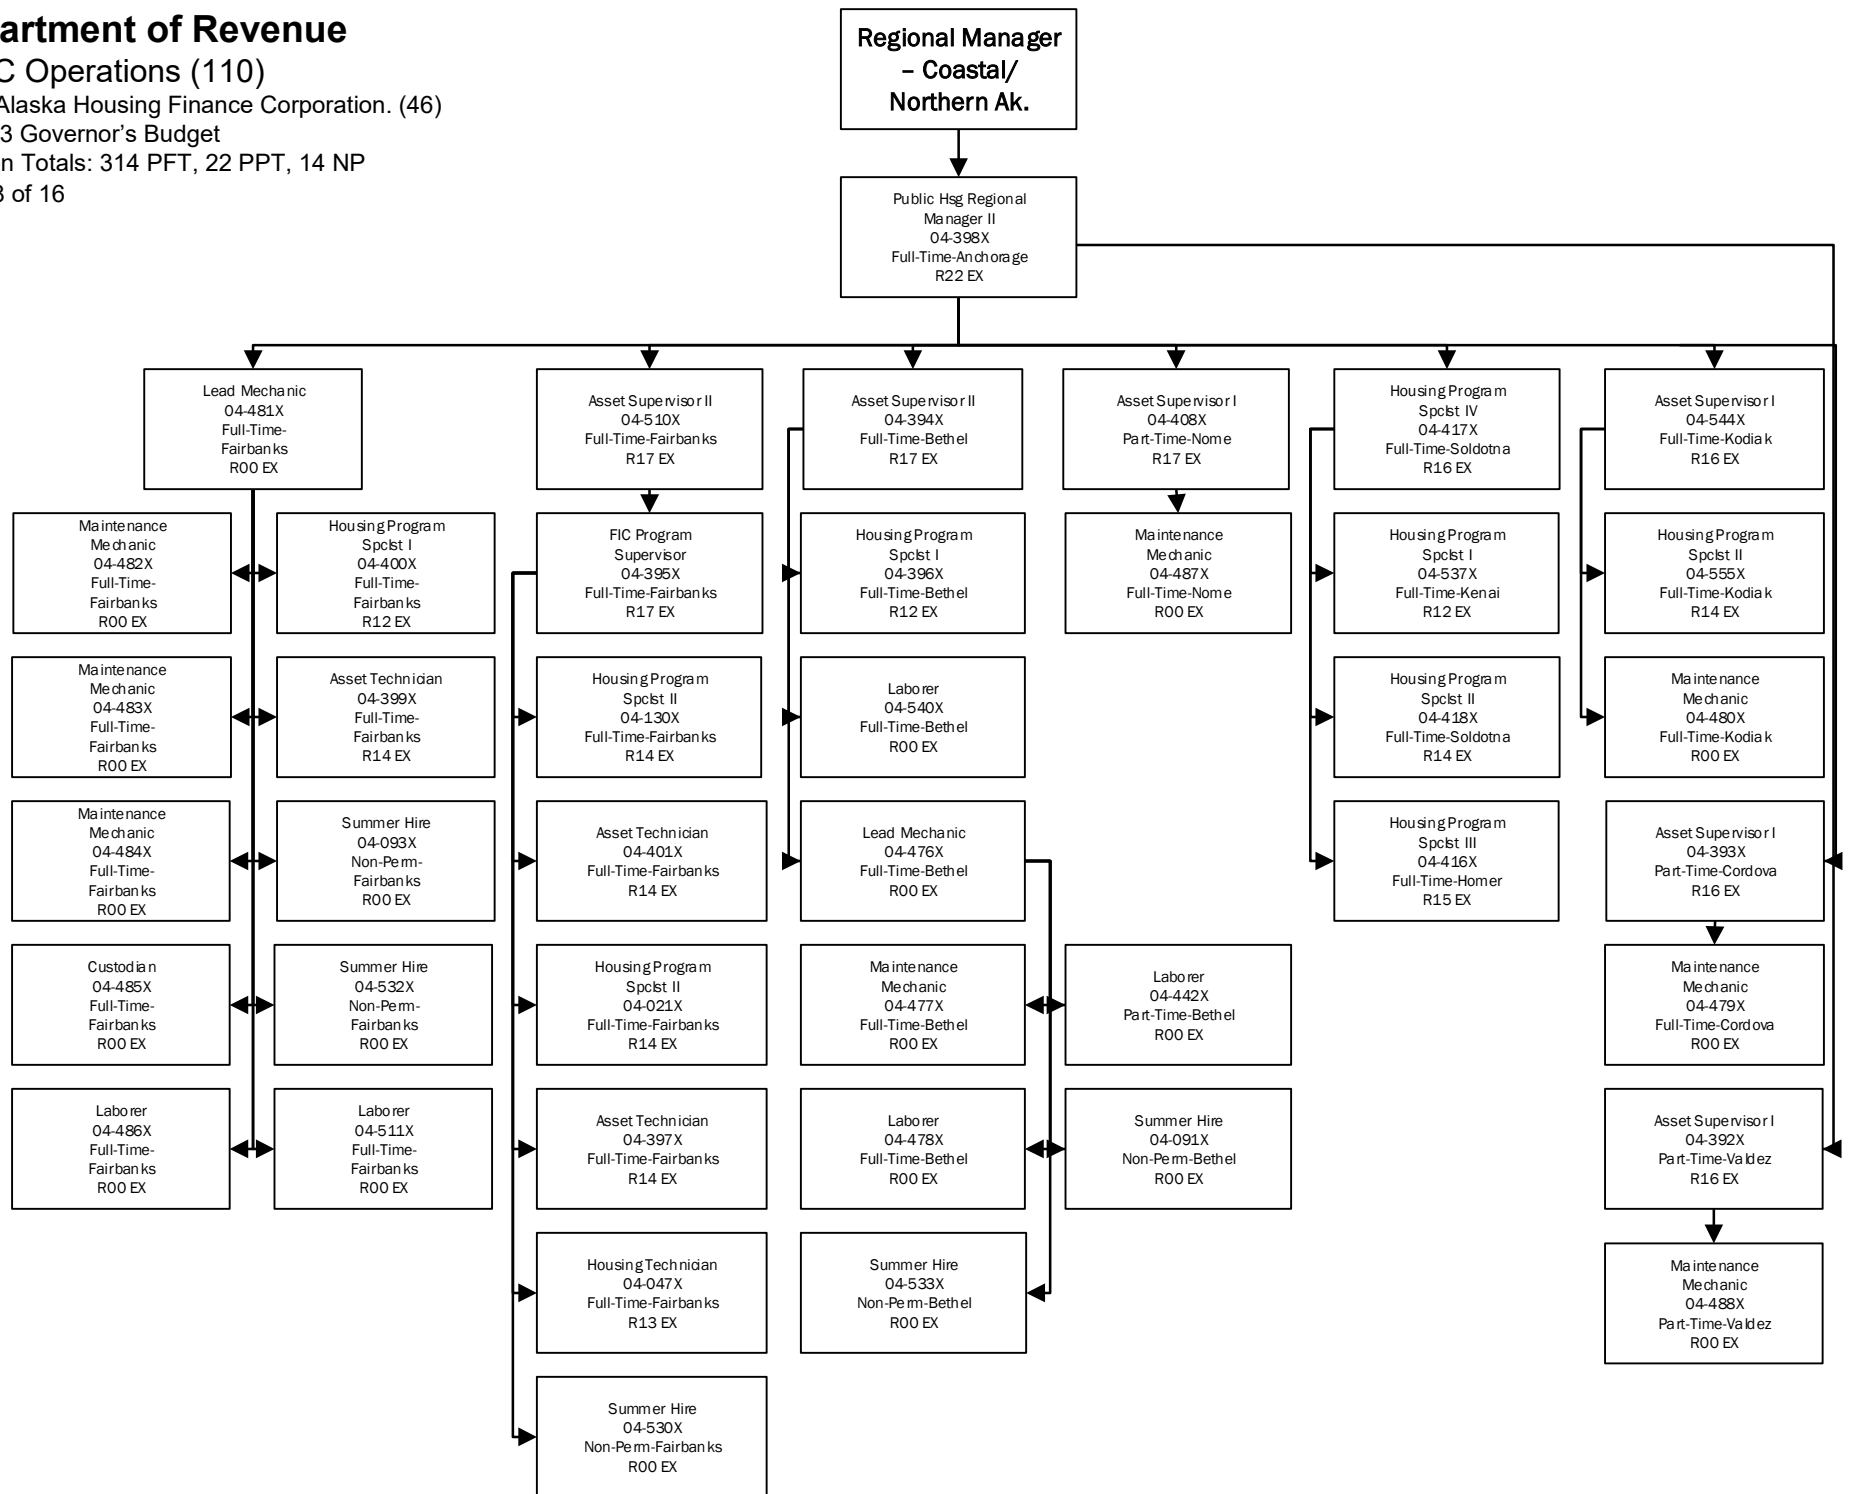 artment of Revenue
C Operations (110)
Alaska Housing Finance Corporation. (46)
3 Governor's Budget
n Totals: 314 PFT, 22 PPT, 14 NP
of 16
Regional Manager
– Coastal/
Northern Ak.
Public Hsg Regional
Manager II
04-398X
Full-Time-Anchorage
R22 EX
Lead Mechanic
04-481X
Full-Time-
Fairbanks
R00 EX
Asset Supervisor II
04-510X
Full-Time-Fairbanks
R17 EX
Asset Supervisor II
04-394X
Full-Time-Bethel
R17 EX
Asset Supervisor I
04-408X
Part-Time-Nome
R17 EX
Housing Program
Spclst IV
04-417X
Full-Time-Soldotna
R16 EX
Asset Supervisor I
04-544X
Full-Time-Kodiak
R16 EX
Maintenance
Mechanic
04-482X
Full-Time-
Fairbanks
R00 EX
Housing Program
Spclst I
04-400X
Full-Time-
Fairbanks
R12 EX
FIC Program
Supervisor
04-395X
Full-Time-Fairbanks
R17 EX
Housing Program
Spclst I
04-396X
Full-Time-Bethel
R12 EX
Maintenance
Mechanic
04-487X
Full-Time-Nome
R00 EX
Housing Program
Spclst I
04-537X
Full-Time-Kenai
R12 EX
Housing Program
Spclst II
04-555X
Full-Time-Kodiak
R14 EX
Maintenance
Mechanic
04-483X
Full-Time-
Fairbanks
R00 EX
Asset Technician
04-399X
Full-Time-
Fairbanks
R14 EX
Housing Program
Spclst II
04-130X
Full-Time-Fairbanks
R14 EX
Laborer
04-540X
Full-Time-Bethel
R00 EX
Housing Program
Spclst II
04-418X
Full-Time-Soldotna
R14 EX
Maintenance
Mechanic
04-480X
Full-Time-Kodiak
R00 EX
Maintenance
Mechanic
04-484X
Full-Time-
Fairbanks
R00 EX
Summer Hire
04-093X
Non-Perm-
Fairbanks
R00 EX
Asset Technician
04-401X
Full-Time-Fairbanks
R14 EX
Lead Mechanic
04-476X
Full-Time-Bethel
R00 EX
Housing Program
Spclst III
04-416X
Full-Time-Homer
R15 EX
Asset Supervisor I
04-393X
Part-Time-Cordova
R16 EX
Custodian
04-485X
Full-Time-
Fairbanks
R00 EX
Summer Hire
04-532X
Non-Perm-
Fairbanks
R00 EX
Housing Program
Spclst II
04-021X
Full-Time-Fairbanks
R14 EX
Maintenance
Mechanic
04-477X
Full-Time-Bethel
R00 EX
Laborer
04-442X
Part-Time-Bethel
R00 EX
Maintenance
Mechanic
04-479X
Full-Time-Cordova
R00 EX
Laborer
04-486X
Full-Time-
Fairbanks
R00 EX
Laborer
04-511X
Full-Time-
Fairbanks
R00 EX
Asset Technician
04-397X
Full-Time-Fairbanks
R14 EX
Laborer
04-478X
Full-Time-Bethel
R00 EX
Summer Hire
04-091X
Non-Perm-Bethel
R00 EX
Asset Supervisor I
04-392X
Part-Time-Valdez
R16 EX
Housing Technician
04-047X
Full-Time-Fairbanks
R13 EX
Summer Hire
04-533X
Non-Perm-Bethel
R00 EX
Maintenance
Mechanic
04-488X
Part-Time-Valdez
R00 EX
Summer Hire
04-530X
Non-Perm-Fairbanks
R00 EX